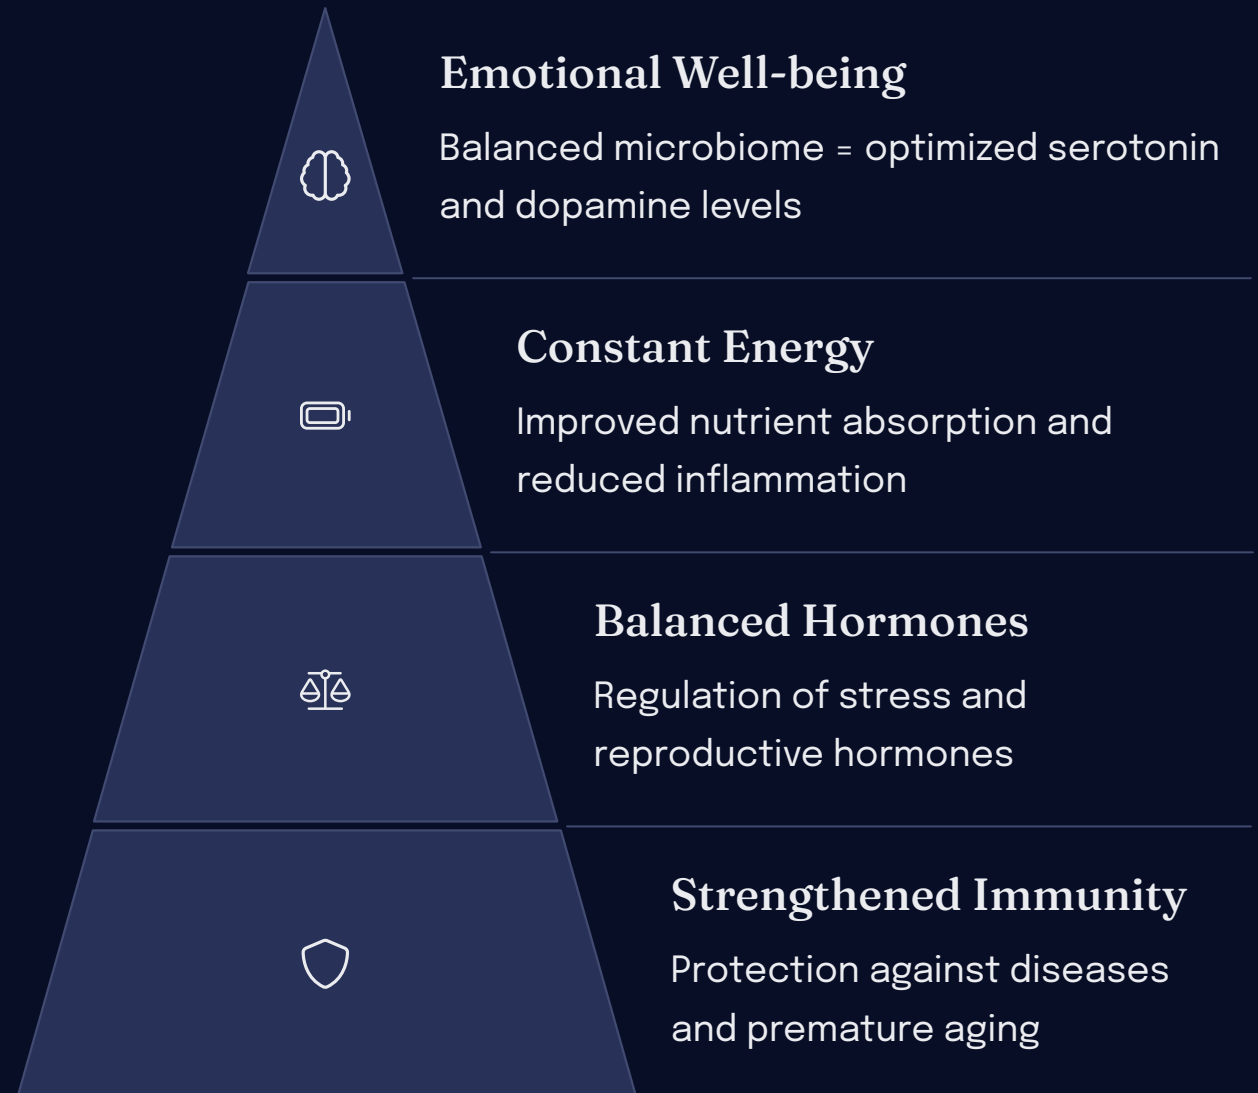 Emotional Well-being
Balanced microbiome = optimized serotonin
and dopamine levels
Constant Energy
Improved nutrient absorption and
reduced inflammation
Balanced Hormones
Regulation of stress and
reproductive hormones
Strengthened Immunity
Protection against diseases
and premature aging